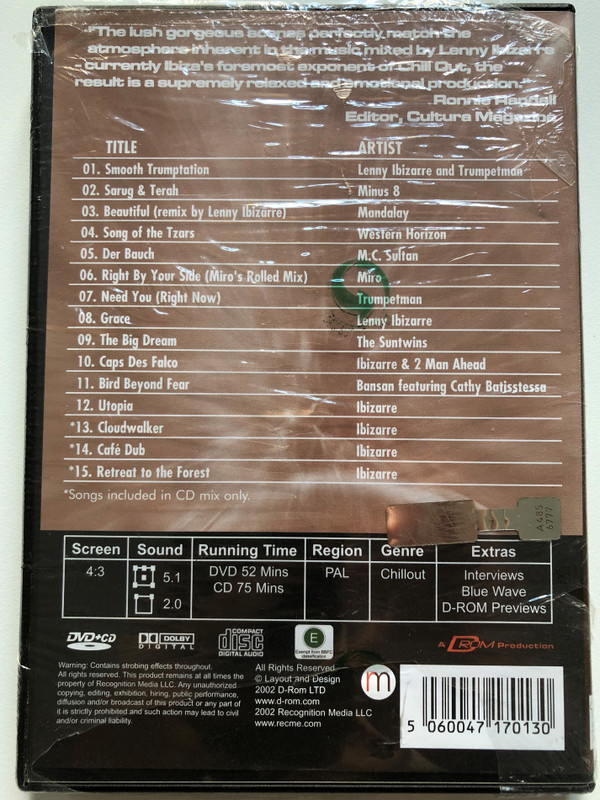 "The lush gorgeous scenes perfectly match the
atmosphere inherent in the music mixed by Lenny Ibizarre
- currently Ibiza's foremost exponent of Chill Out, the
result is a supremely relaxed and emotional production."
Ronnie Randall
Editor, Cultura Magazine
TITLE ARTIST
01. Smooth Trumptation Lenny Ibizarre and Trumpetman
02. Sarug & Terah Minus 8
03. Beautiful (remix by Lenny Ibizarre) Mandalay
04. Song of the Tzars Western Horizon
05. Der Bauch M.C. Sultan
06. Right By Your Side (Miro's Rolled Mix) Miro
07. Need You (Right Now) Trumpetman
08. Grace Lenny Ibizarre
09. The Big Dream The Suntwins
10. Caps Des Falco Ibizarre & 2 Man Ahead
11. Bird Beyond Fear Bansan featuring Cathy Batisstessa
12. Utopia Ibizarre
*13. Cloudwalker Ibizarre
*14. Café Dub Ibizarre
*15. Retreat to the Forest Ibizarre
*Songs included in CD mix only.
A 485
6777
Screen Sound Running Time Region Genre Extras
4:3 5.1 DVD 52 Mins PAL Chillout Interviews
2.0 CD 75 Mins Blue Wave
D-ROM Previews
DVD+CD DOLBY DIGITAL COMPACT disc DIGITAL AUDIO E Exempt from BBFC classification A DROM Production
Warning: Contains strobing effects throughout.
All rights reserved. This product remains at all times the
property of Recognition Media LLC. Any unauthorized
copying, editing, exhibition, hiring, public performance,
diffusion and/or broadcast of this product or any part of
it is strictly prohibited and such action may lead to civil
and/or criminal liability.
All Rights Reserved
© Layout and Design
2002 D-Rom LTD
www.d-rom.com
2002 Recognition Media LLC
www.recme.com
m
5 060047 170130